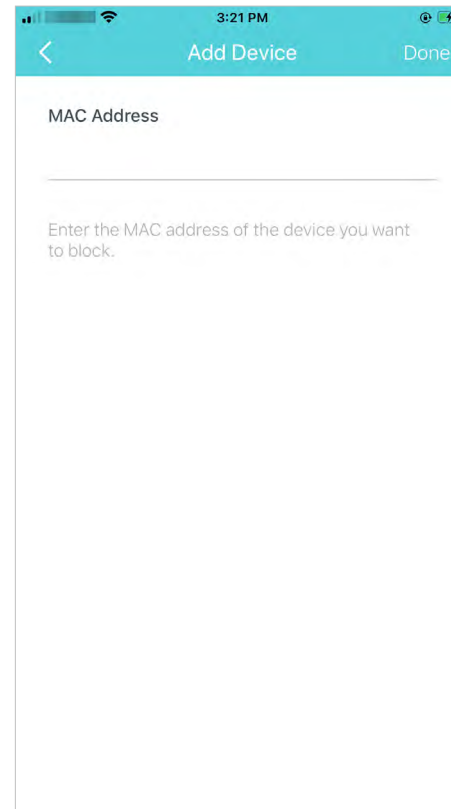 3:21 PM
Add Device
Done
MAC Address
Enter the MAC address of the device you want
to block.